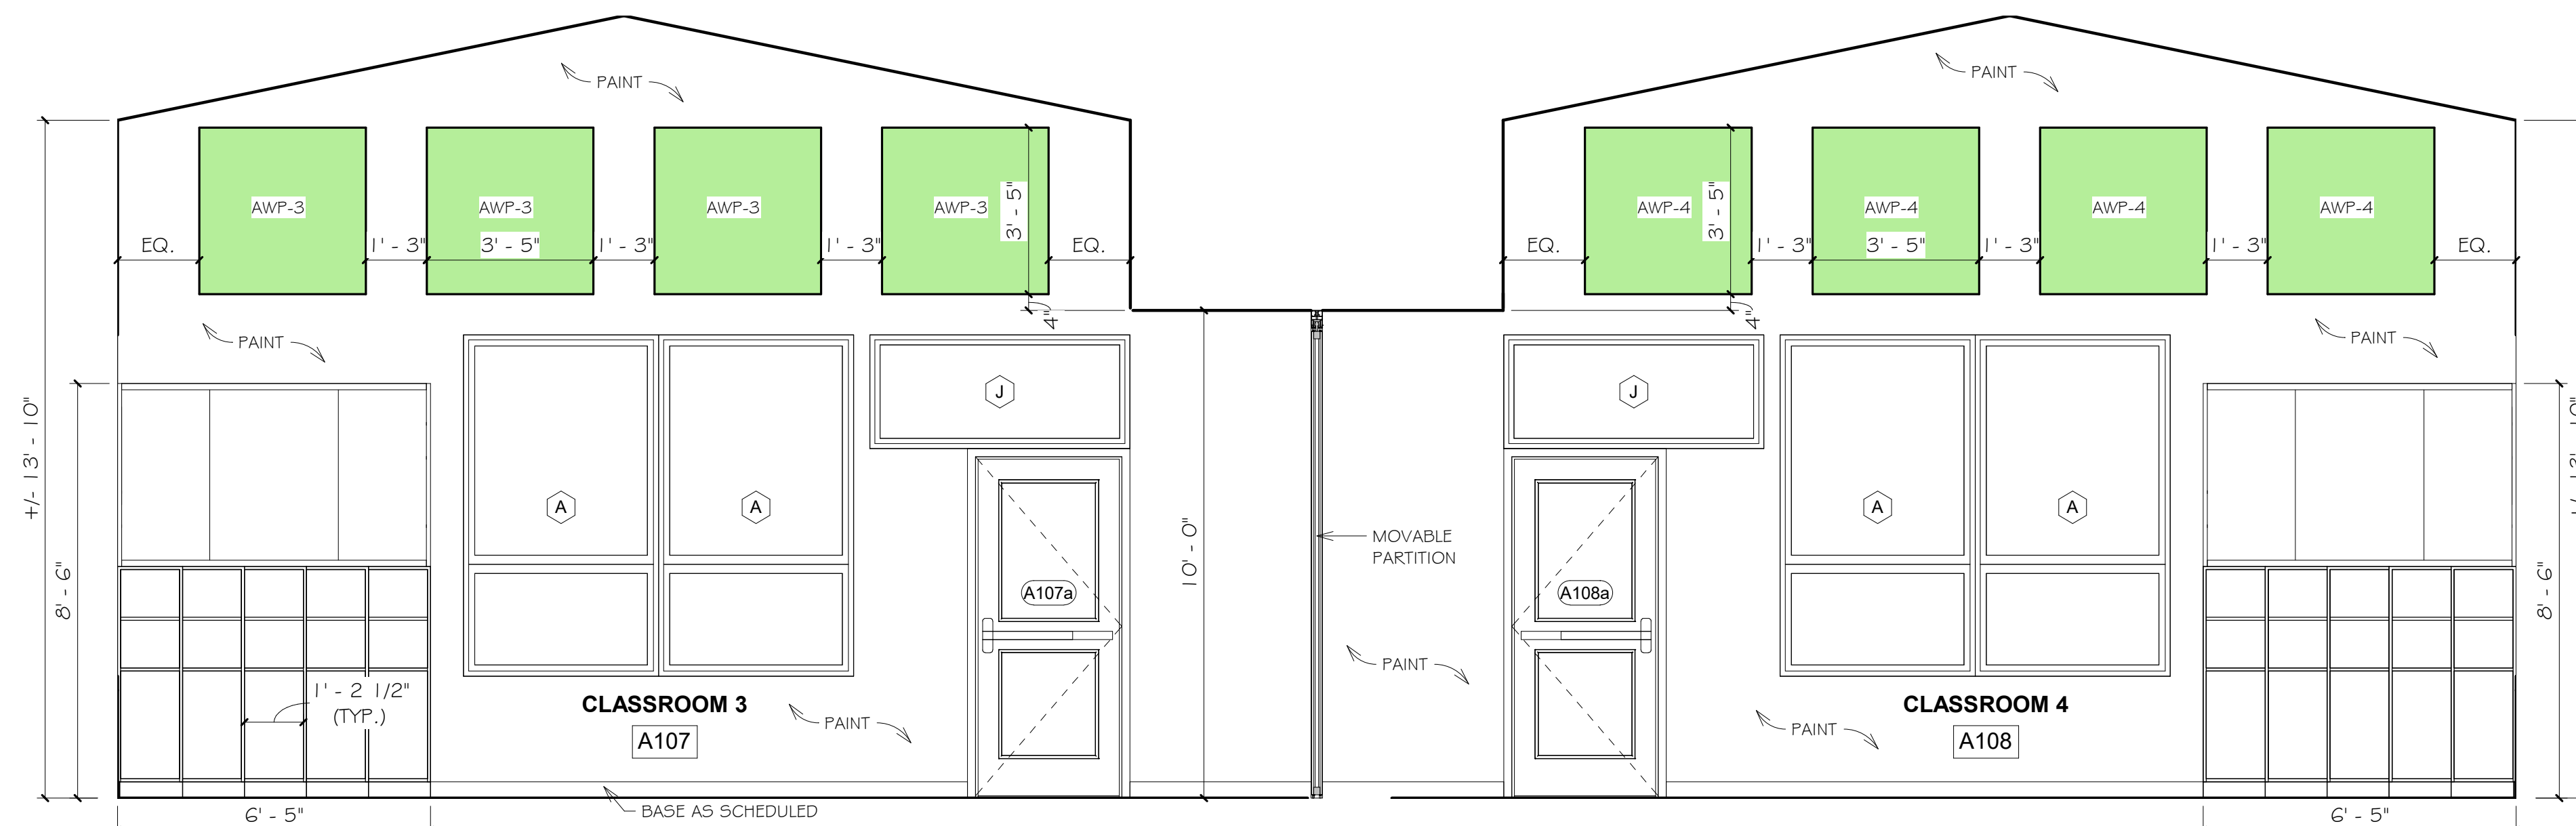 PAINT
PAINT
AWP-3
AWP-3
AWP-3
AWP-3
AWP-4
AWP-4
AWP-4
AWP-4
3' - 5"
3' - 5"
EQ.
1' - 3"
3' - 5"
1' - 3"
1' - 3"
EQ.
EQ.
1' - 3"
3' - 5"
1' - 3"
1' - 3"
EQ.
4"
4"
PAINT
PAINT
J
J
+/- 13' - 10"
8' - 6"
A
A
10' - 0"
MOVABLE
PARTITION
A
A
8' - 6"
A107a
A108a
PAINT
1' - 2 1/2"
(TYP.)
CLASSROOM 3
A107
PAINT
CLASSROOM 4
A108
PAINT
6' - 5"
BASE AS SCHEDULED
6' - 5"